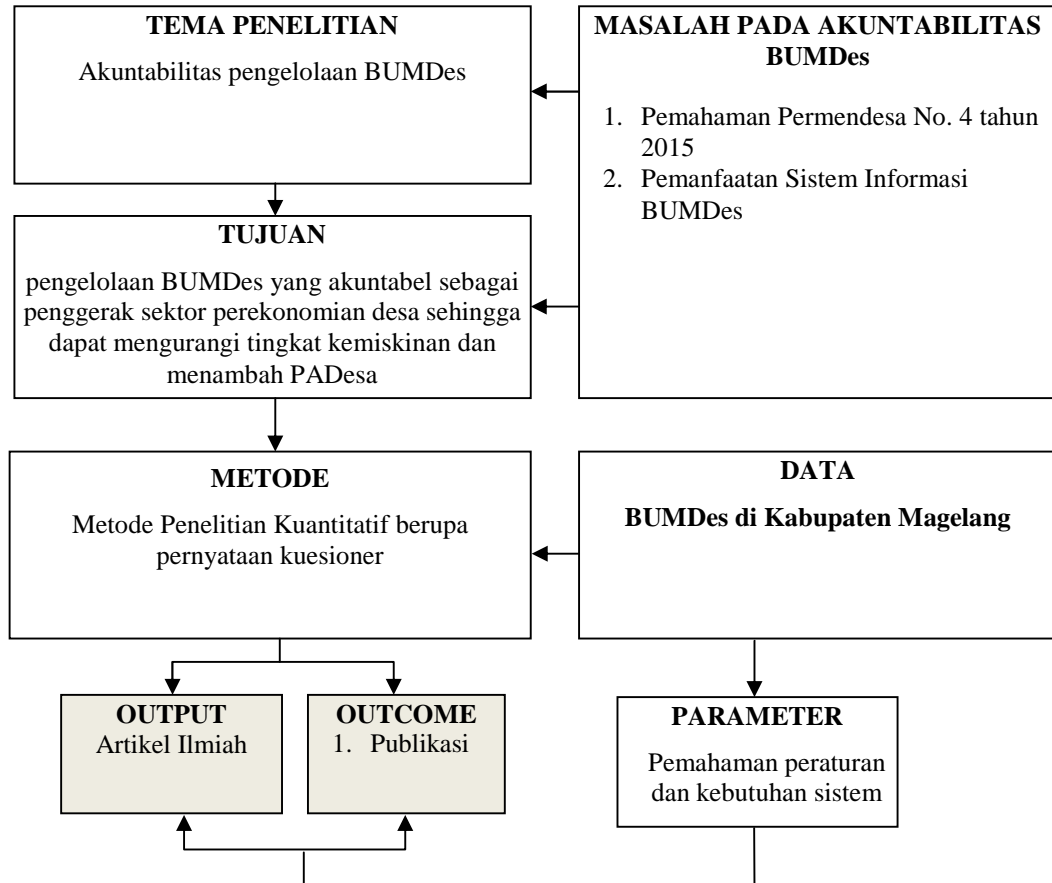 TEMA PENELITIAN
Akuntabilitas pengelolaan BUMDes
MASALAH PADA AKUNTABILITAS
BUMDes
1. Pemahaman Permendesa No. 4 tahun
2015
2. Pemanfaatan Sistem Informasi
BUMDes
TUJUAN
pengelolaan BUMDes yang akuntabel sebagai
penggerak sektor perekonomian desa sehingga
dapat mengurangi tingkat kemiskinan dan
menambah PADesa
METODE
Metode Penelitian Kuantitatif berupa
pernyataan kuesioner
DATA
BUMDes di Kabupaten Magelang
OUTPUT
Artikel Ilmiah
OUTCOME
1. Publikasi
PARAMETER
Pemahaman peraturan
dan kebutuhan sistem